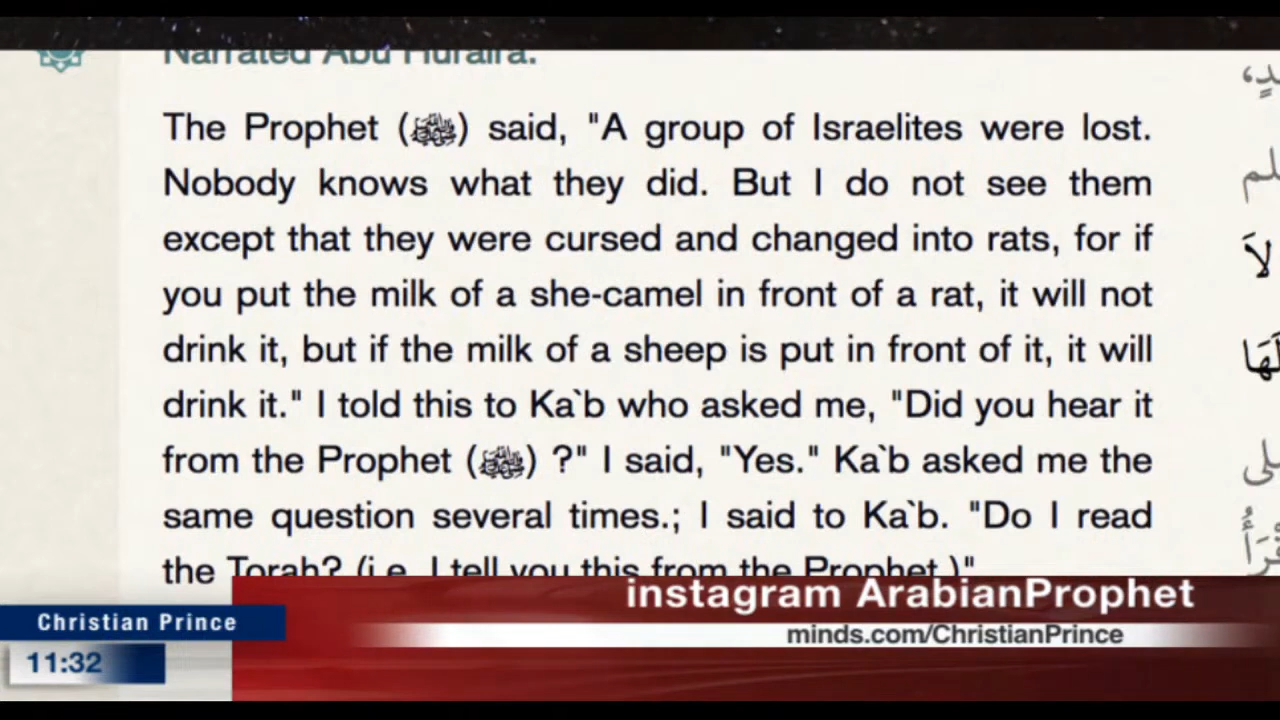 Narrated Abu Huraira:
The Prophet (ﷺ) said, "A group of Israelites were lost.
Nobody knows what they did. But I do not see them
except that they were cursed and changed into rats, for if
you put the milk of a she-camel in front of a rat, it will not
drink it, but if the milk of a sheep is put in front of it, it will
drink it." I told this to Ka`b who asked me, "Did you hear it
from the Prophet (ﷺ) ?" I said, "Yes." Ka`b asked me the
same question several times.; I said to Ka`b. "Do I read
the Torah? (i.e. I tell you this from the Prophet.)"
instagram ArabianProphet
minds.com/ChristianPrince
Christian Prince
11:32